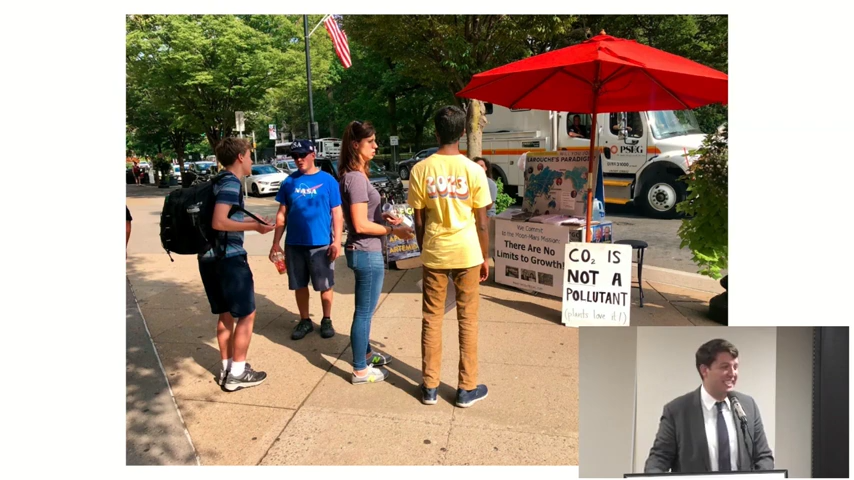 NASA
2023
LAROUCHE'S PARADIGM
PSEG
We Commit
to the Moon-Mars Mission
There Are No
Limits to Growth!
CO₂ IS
NOT A
POLLUTANT
(plants love it!)